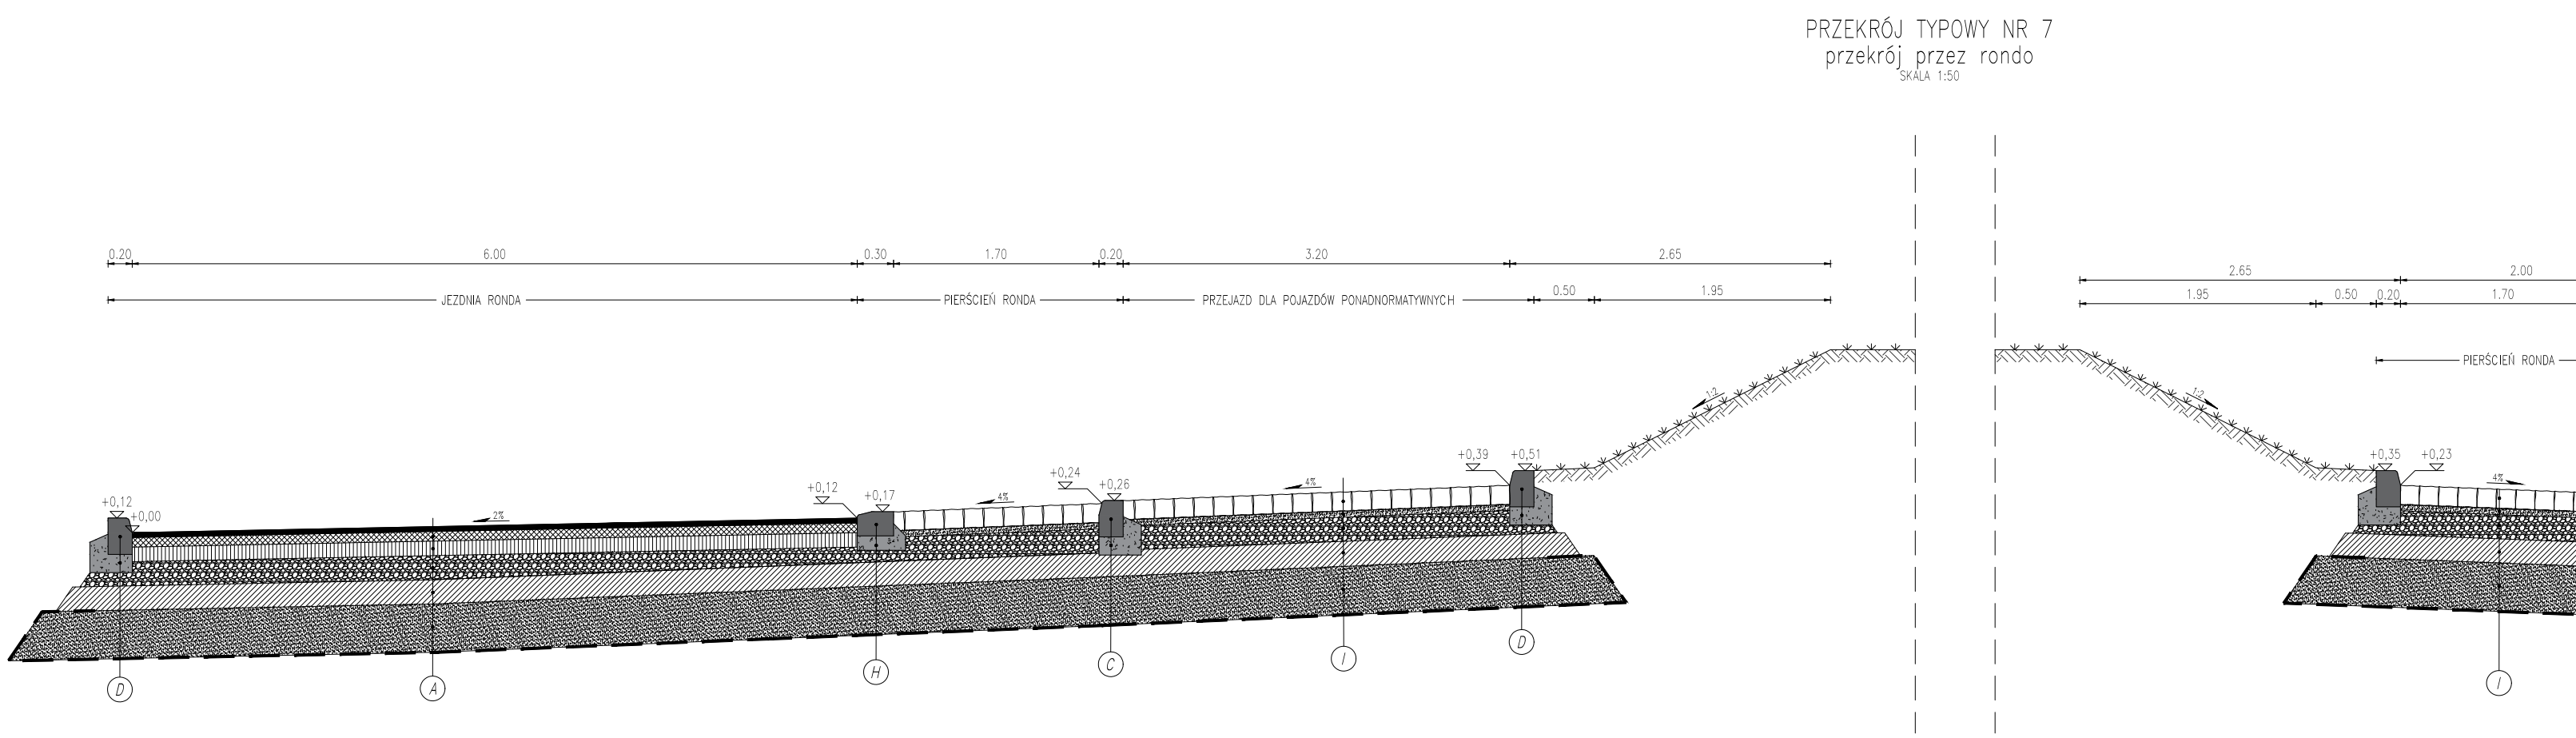 PRZEKRÓJ TYPOWY NR 7
przekrój przez rondo
SKALA 1:50
0.20 6.00 0.30 1.70 0.20 3.20 2.65
2.65 2.00
JEZDNIA RONDA PIERŚCIEŃ RONDA PRZEJAZD DLA POJAZDÓW PONADNORMATYWNYCH 0.50 1.95
1.95 0.50 0.20 1.70
PIERŚCIEŃ RONDA
1:2 1:2
+0,39 +0,51 +0,35 +0,23
+0,24 +0,26 4% 4%
+0,12 +0,17 4%
+0,12 +0,00 2%
D A H C I D I